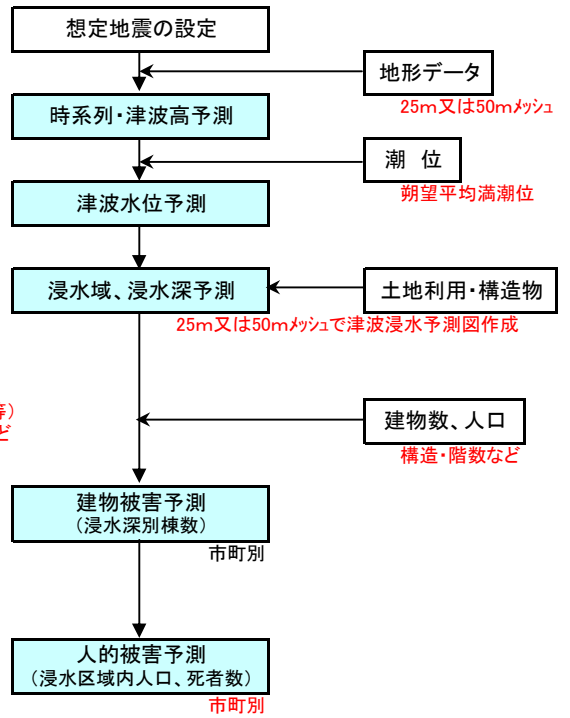 想定地震の設定
地形データ
25m又は50mメッシュ
時系列・津波高予測
潮 位
朔望平均満潮位
津波水位予測
浸水域、浸水深予測
土地利用・構造物
25m又は50mメッシュで津波浸水予測図作成
等）
ど
建物数、人口
構造・階数など
建物被害予測
（浸水深別棟数）
市町別
人的被害予測
（浸水区域内人口、死者数）
市町別